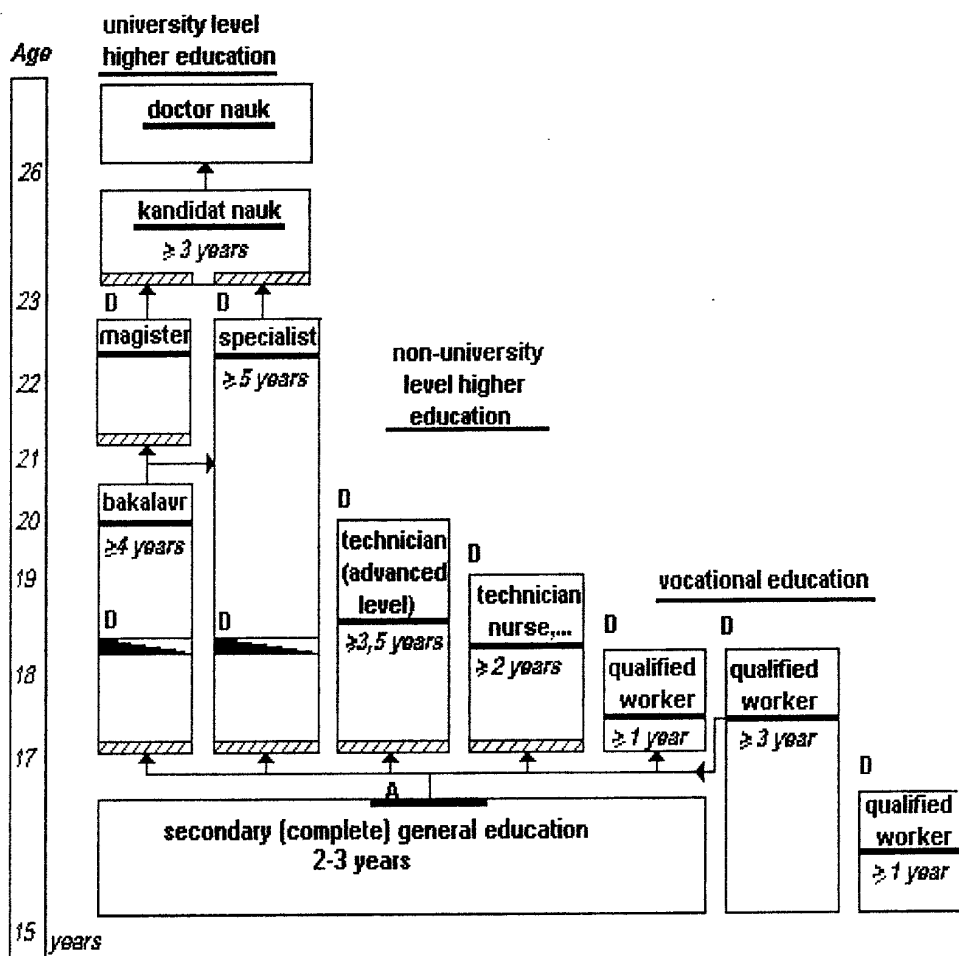 university level
higher education
Age
doctor nauk
26
kandidat nauk
≥ 3 years
23
D
D
magister
specialist
non-university
level higher
education
22
≥ 5 years
21
bakalavr
D
20
≥4 years
technician
(advanced
level)
D
19
technician
nurse,...
vocational education
D
D
D
D
≥3,5 years
≥ 2 years
18
qualified
worker
qualified
worker
≥ 1 year
≥ 3 year
17
D
A
qualified
worker
secondary (complete) general education
2-3 years
≥ 1 year
15
years